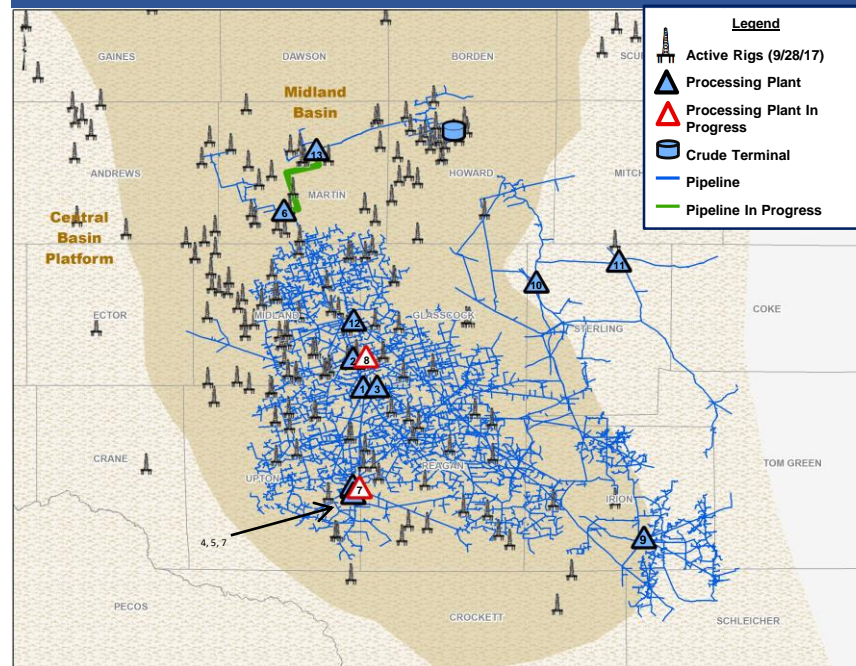 Legend
Active Rigs (9/28/17)
Processing Plant
Processing Plant In
Progress
Crude Terminal
Pipeline
Pipeline In Progress
GAINES
DAWSON
BORDEN
SCU
Midland
Basin
13
ANDREWS
MARTIN
HOWARD
MITCH
6
Central
Basin
Platform
11
10
ECTOR
MIDLAND
GLASSCOCK
COKE
12
STERLING
2
8
1
3
CRANE
UPTON
REAGAN
TOM GREEN
7
IRION
4, 5, 7
9
PECOS
CROCKETT
SCHLEICHER